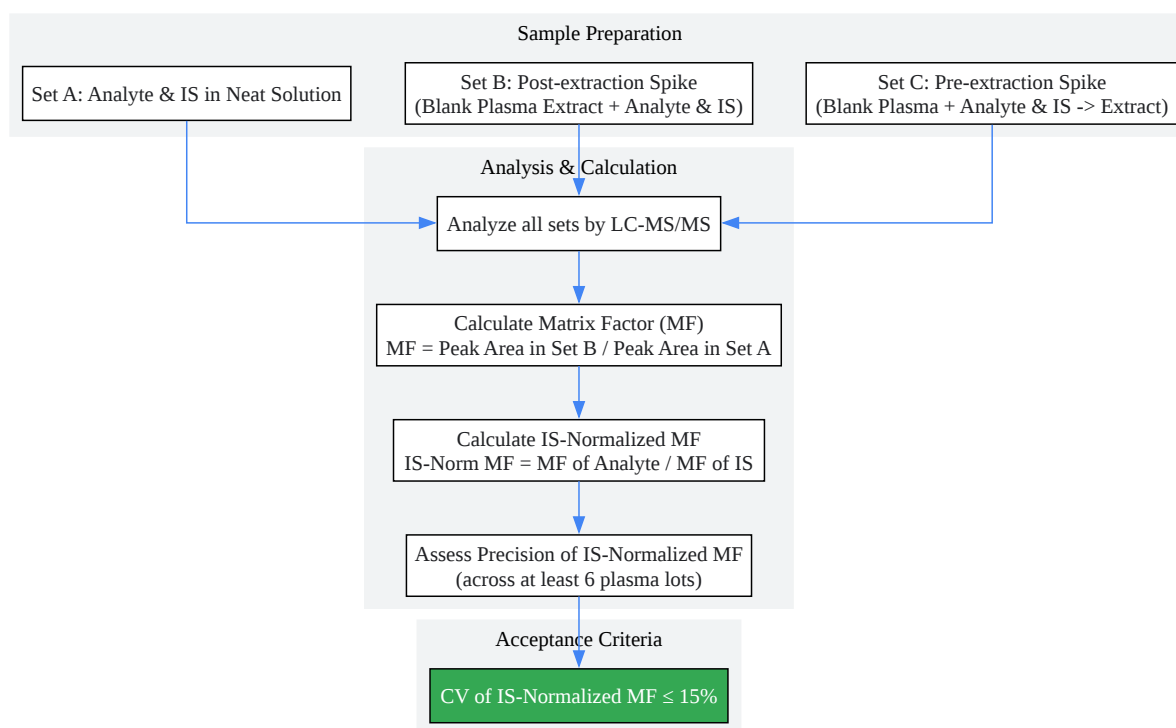 Sample Preparation
Set A: Analyte & IS in Neat Solution
Set B: Post-extraction Spike
(Blank Plasma Extract + Analyte & IS)
Set C: Pre-extraction Spike
(Blank Plasma + Analyte & IS -> Extract)
Analysis & Calculation
Analyze all sets by LC-MS/MS
Calculate Matrix Factor (MF)
MF = Peak Area in Set B / Peak Area in Set A
Calculate IS-Normalized MF
IS-Norm MF = MF of Analyte / MF of IS
Assess Precision of IS-Normalized MF
(across at least 6 plasma lots)
Acceptance Criteria
CV of IS-Normalized MF ≤ 15%